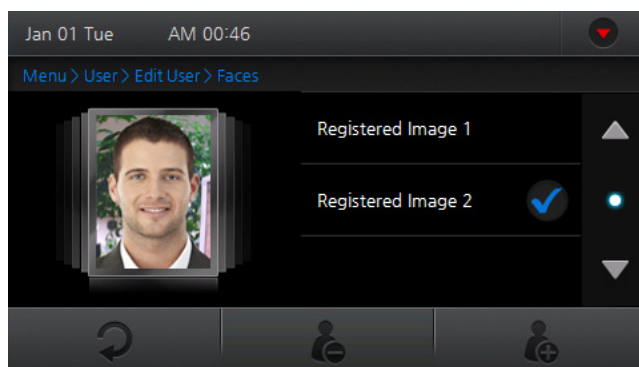 Jan 01 Tue AM 00:46
Menu > User > Edit User > Faces
Registered Image 1
Registered Image 2